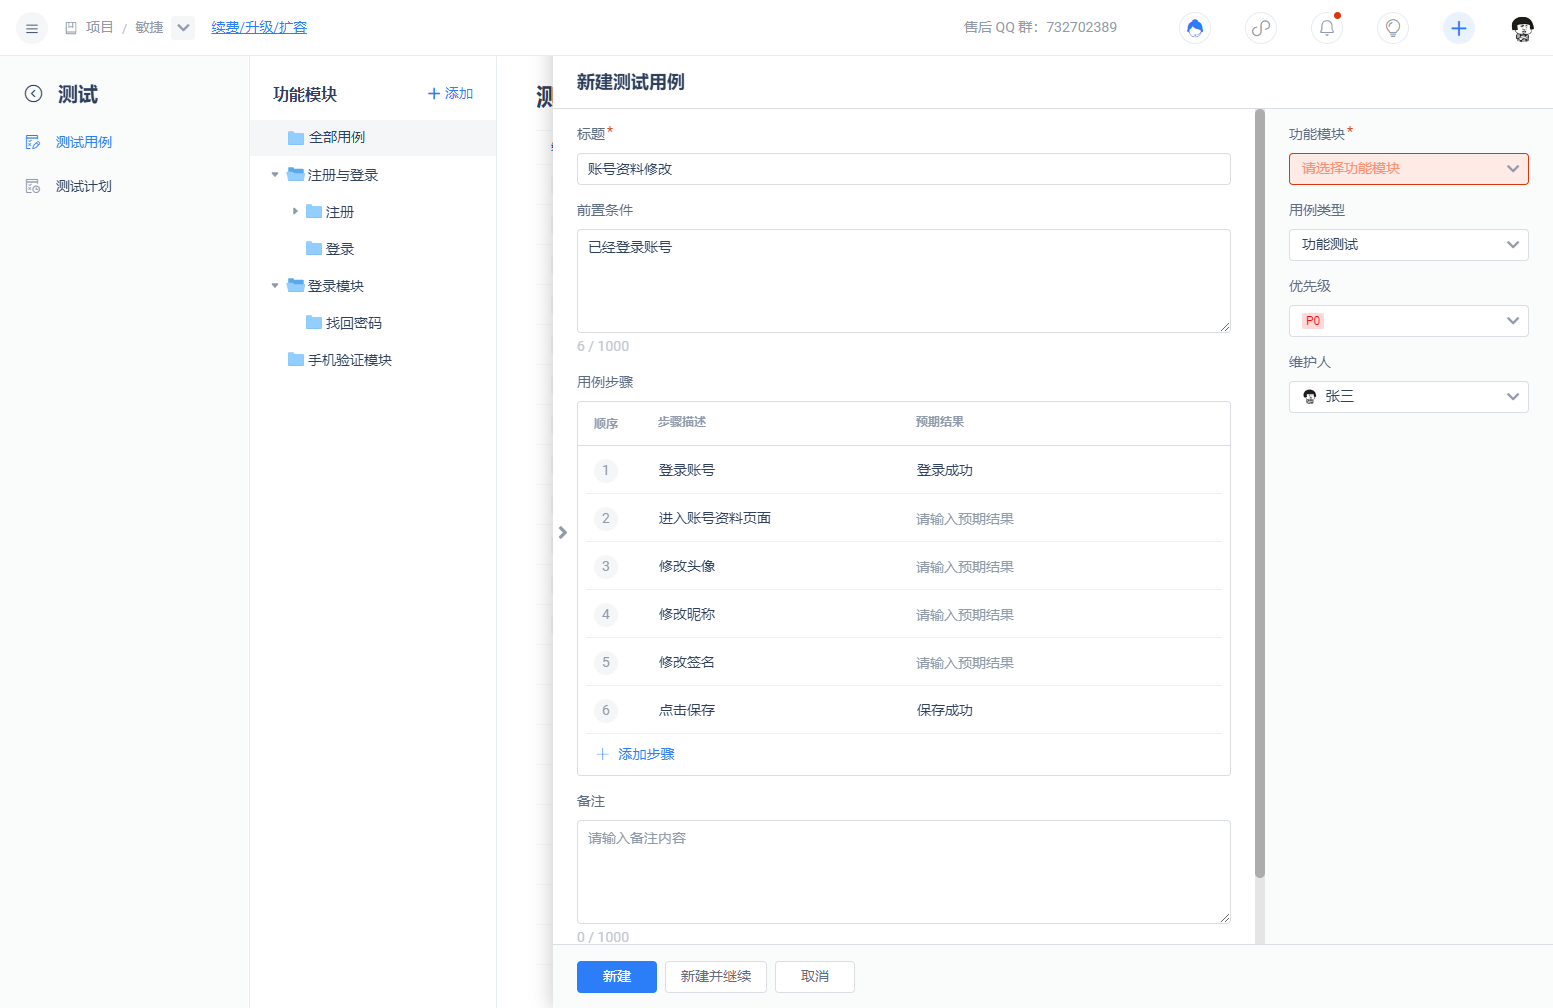 项目 / 敏捷 续费/升级/扩容 售后 QQ 群：732702389
测试
测试用例
测试计划
功能模块 添加
全部用例
注册与登录
注册
登录
登录模块
找回密码
手机验证模块
测
新建测试用例
标题*
账号资料修改
前置条件
已经登录账号
6 / 1000
用例步骤
顺序 步骤描述 预期结果
1 登录账号 登录成功
2 进入账号资料页面 请输入预期结果
3 修改头像 请输入预期结果
4 修改昵称 请输入预期结果
5 修改签名 请输入预期结果
6 点击保存 保存成功
添加步骤
备注
请输入备注内容
0 / 1000
新建 新建并继续 取消
功能模块*
请选择功能模块
用例类型
功能测试
优先级
P0
维护人
张三